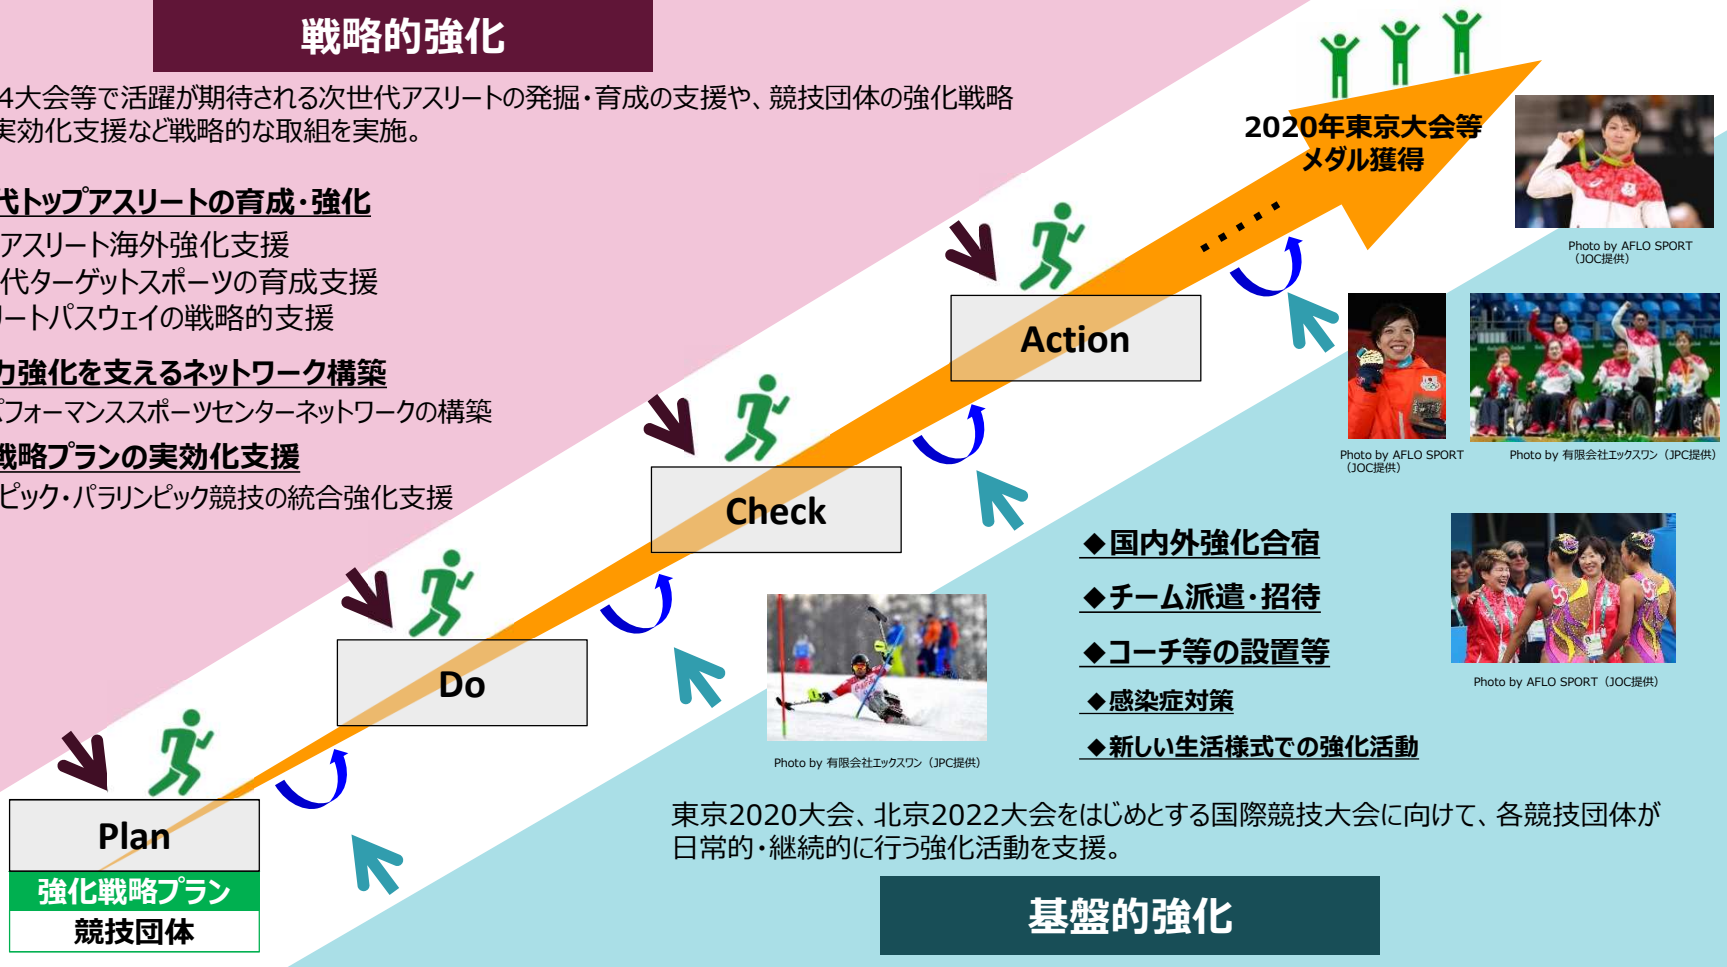 戦略的強化
4大会等で活躍が期待される次世代アスリートの発掘・育成の支援や、競技団体の強化戦略
実効化支援など戦略的な取組を実施。
代トップアスリートの育成・強化
アスリート海外強化支援
代ターゲットスポーツの育成支援
リートパスウェイの戦略的支援
力強化を支えるネットワーク構築
パフォーマンススポーツセンターネットワークの構築
戦略プランの実効化支援
ピック・パラリンピック競技の統合強化支援
2020年東京大会等
メダル獲得
Photo by AFLO SPORT
（JOC提供）
Action
Photo by AFLO SPORT
（JOC提供）
Photo by 有限会社エックスワン（JPC提供）
Check
◆国内外強化合宿
◆チーム派遣・招待
◆コーチ等の設置等
◆感染症対策
◆新しい生活様式での強化活動
Photo by AFLO SPORT（JOC提供）
Do
Photo by 有限会社エックスワン（JPC提供）
Plan
強化戦略プラン
競技団体
東京2020大会、北京2022大会をはじめとする国際競技大会に向けて、各競技団体が
日常的・継続的に行う強化活動を支援。
基盤的強化